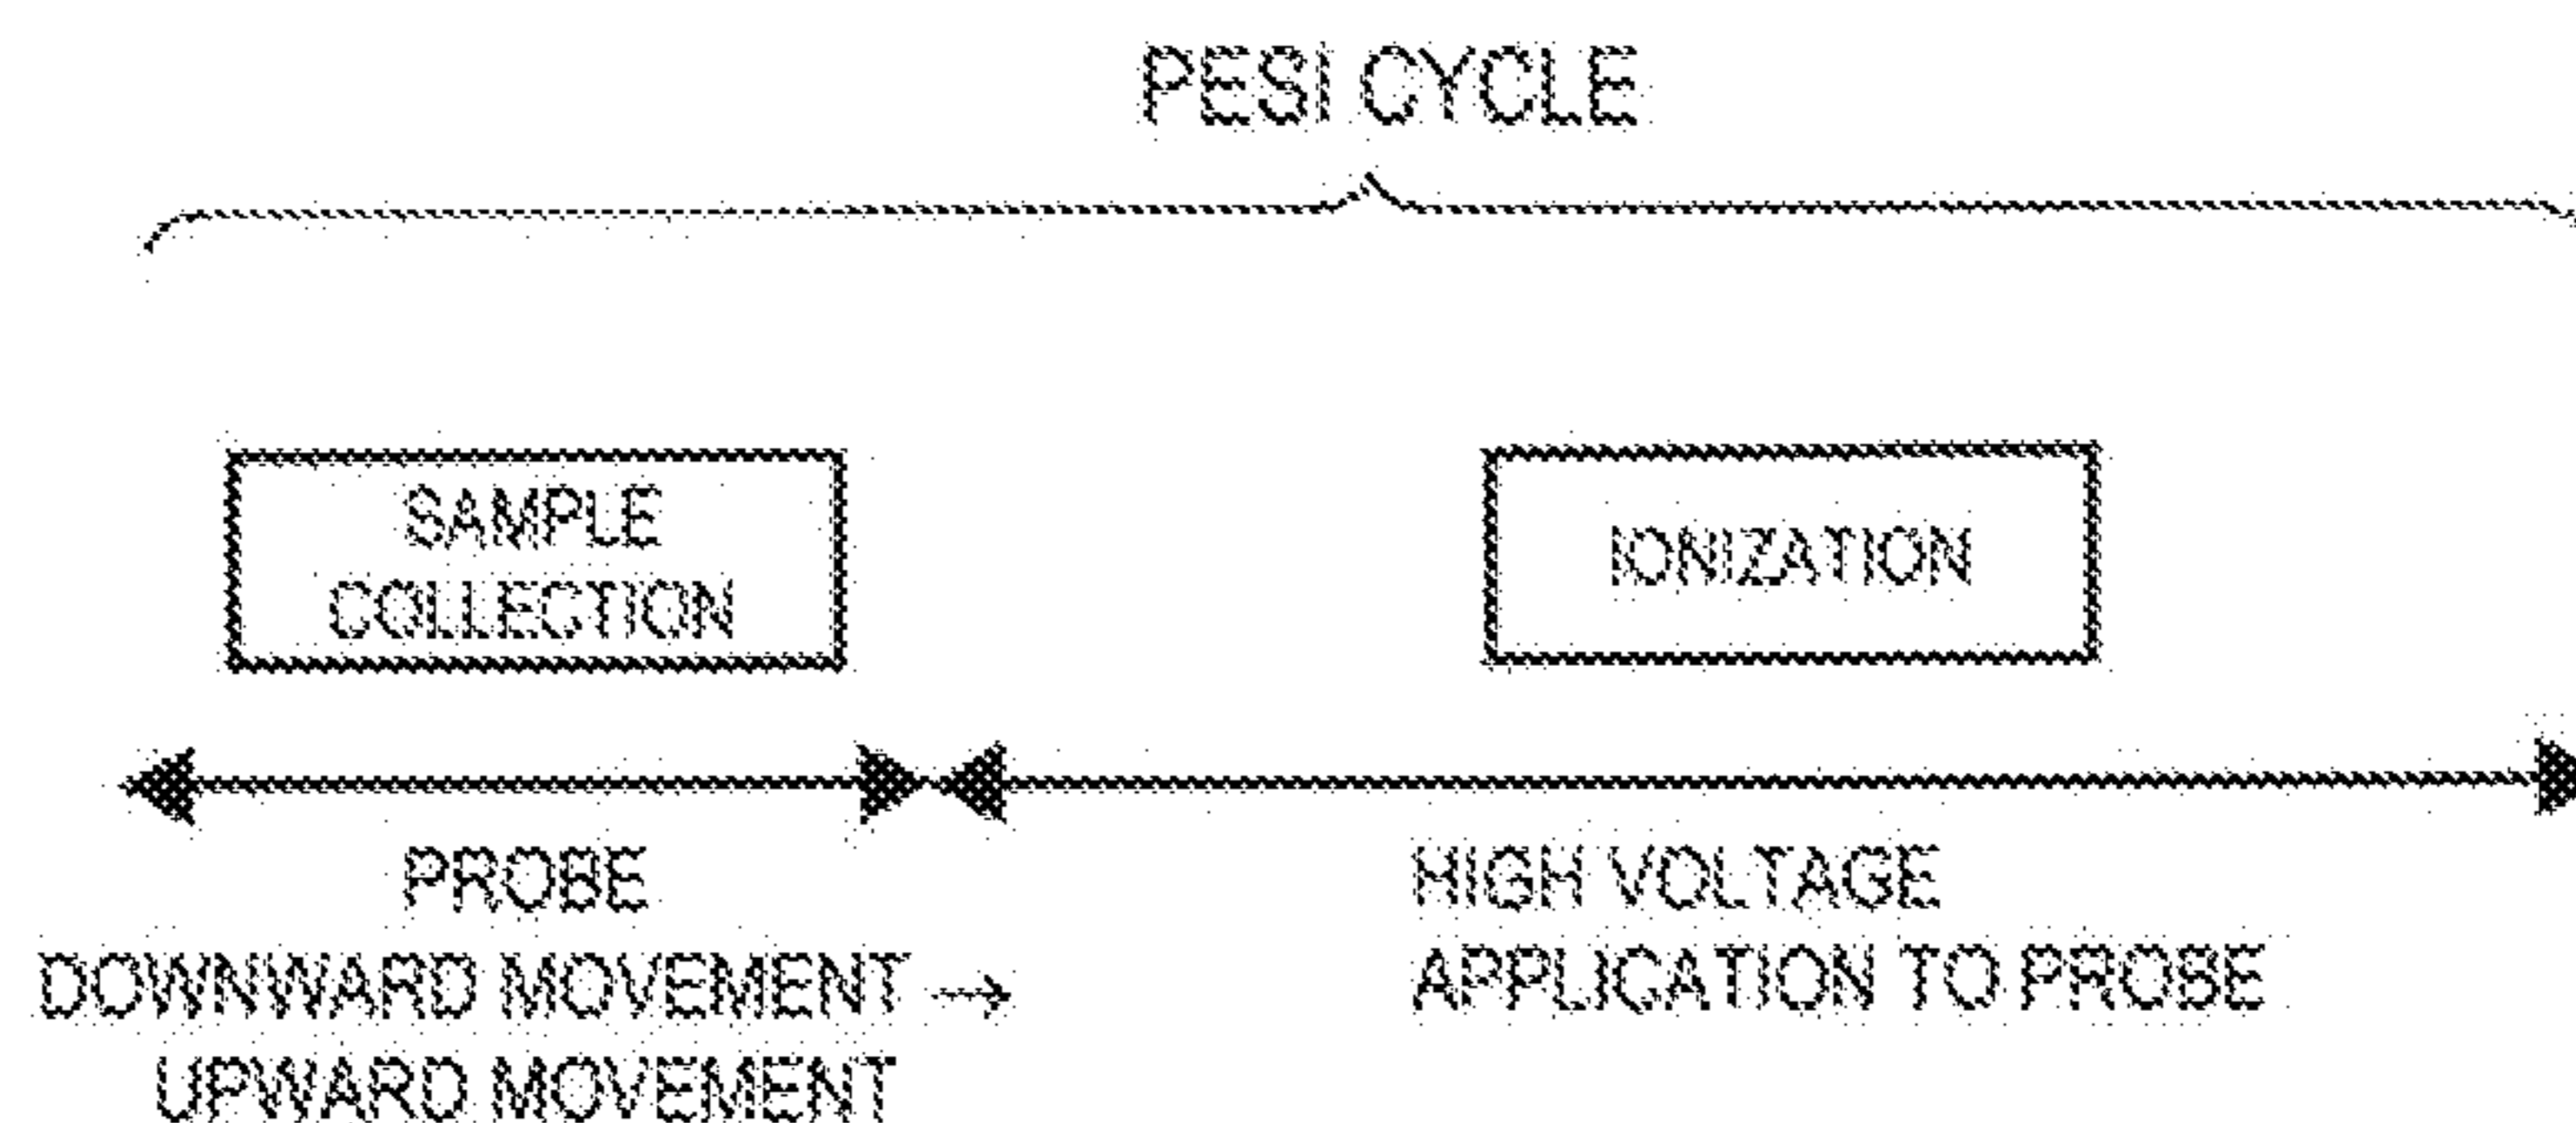 PESI CYCLE
SAMPLE
COLLECTION
IONIZATION
PROBE
DOWNWARD MOVEMENT →
UPWARD MOVEMENT
HIGH VOLTAGE
APPLICATION TO PROBE